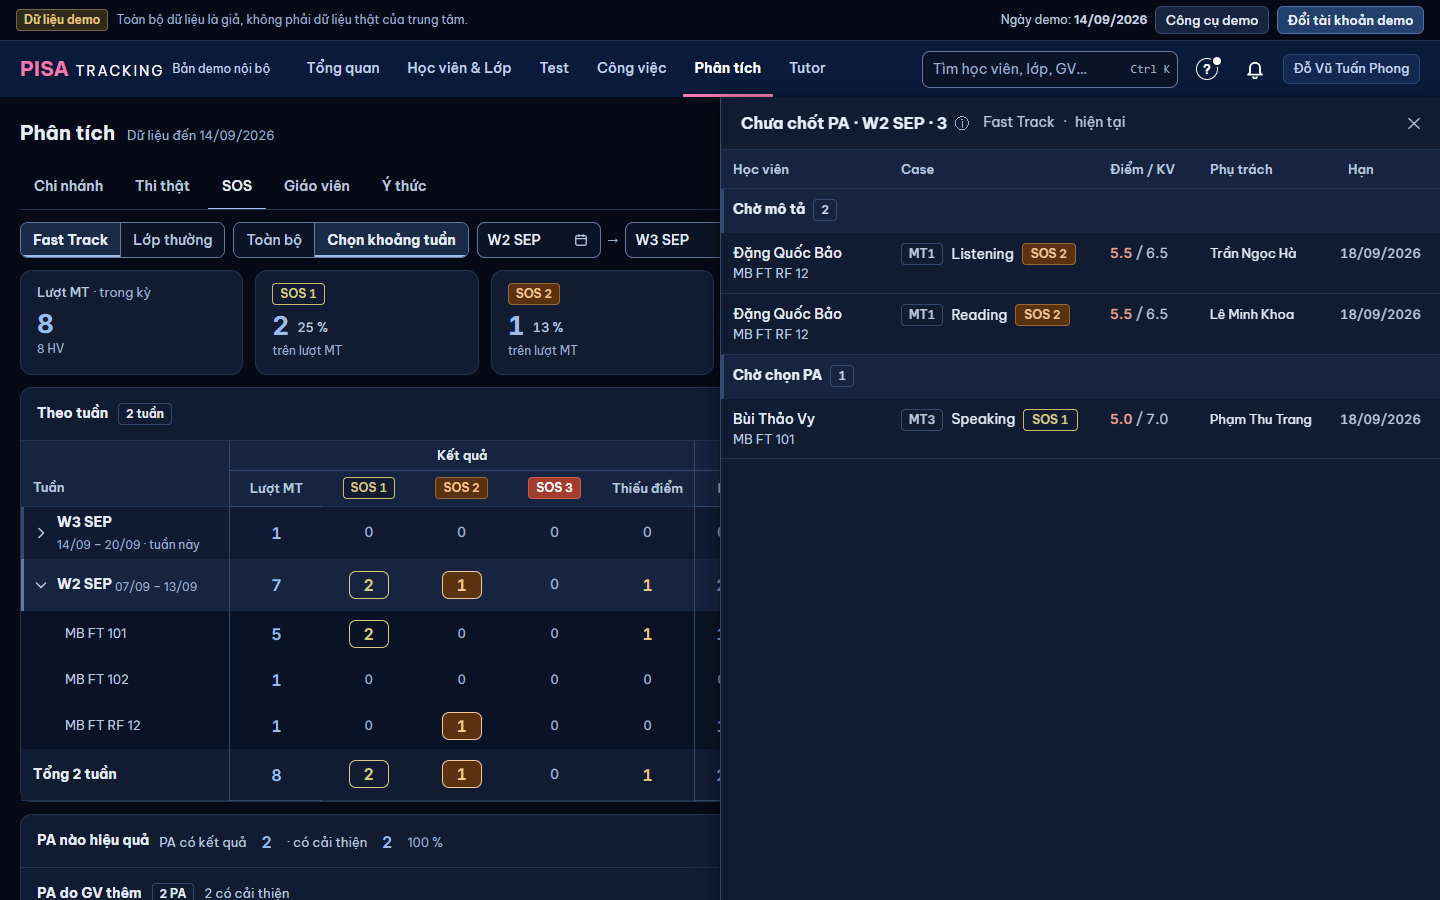 Dữ liệu demo Toàn bộ dữ liệu là giả, không phải dữ liệu thật của trung tâm. Ngày demo: 14/09/2026 Công cụ demo Đổi tài khoản demo
PISA TRACKING Bản demo nội bộ Tổng quan Học viên & Lớp Test Công việc Phân tích Tutor Tìm học viên, lớp, GV... Ctrl K ? Đỗ Vũ Tuấn Phong
Phân tích Dữ liệu đến 14/09/2026
Chi nhánh Thi thật SOS Giáo viên Ý thức
Fast Track Lớp thường Toàn bộ Chọn khoảng tuần W2 SEP → W3 SEP
Lượt MT · trong kỳ
8
8 HV
SOS 1
2 25 %
trên lượt MT
SOS 2
1 13 %
trên lượt MT
Theo tuần 2 tuần
Kết quả
Tuần Lượt MT SOS 1 SOS 2 SOS 3 Thiếu điểm
W3 SEP 1 0 0 0 0
14/09 – 20/09 · tuần này
W2 SEP 07/09 – 13/09 7 2 1 0 1
MB FT 101 5 2 0 0 1
MB FT 102 1 0 0 0 0
MB FT RF 12 1 0 1 0 0
Tổng 2 tuần 8 2 1 0 1
PA nào hiệu quả PA có kết quả 2 · có cải thiện 2 100 %
PA do GV thêm 2 PA 2 có cải thiện
Chưa chốt PA · W2 SEP · 3 Fast Track · hiện tại
Học viên Case Điểm / KV Phụ trách Hạn
Chờ mô tả 2
Đặng Quốc Bảo MT1 Listening SOS 2 5.5 / 6.5 Trần Ngọc Hà 18/09/2026
MB FT RF 12
Đặng Quốc Bảo MT1 Reading SOS 2 5.5 / 6.5 Lê Minh Khoa 18/09/2026
MB FT RF 12
Chờ chọn PA 1
Bùi Thảo Vy MT3 Speaking SOS 1 5.0 / 7.0 Phạm Thu Trang 18/09/2026
MB FT 101